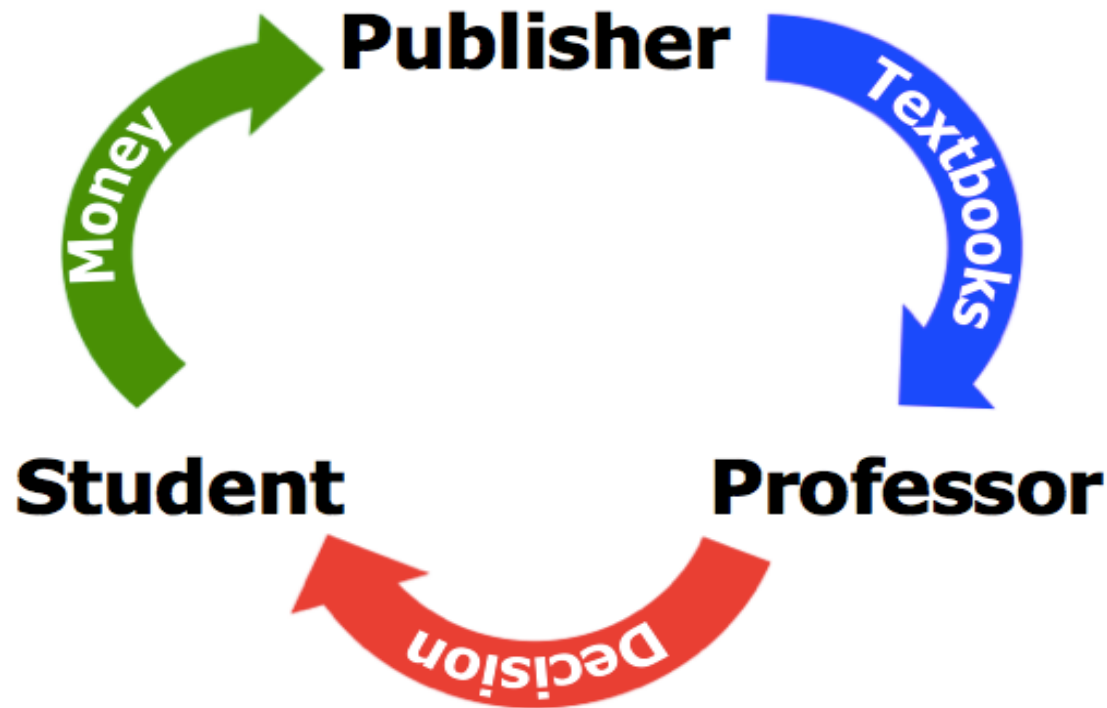 Publisher
Textbooks
Professor
Decision
Student
Money